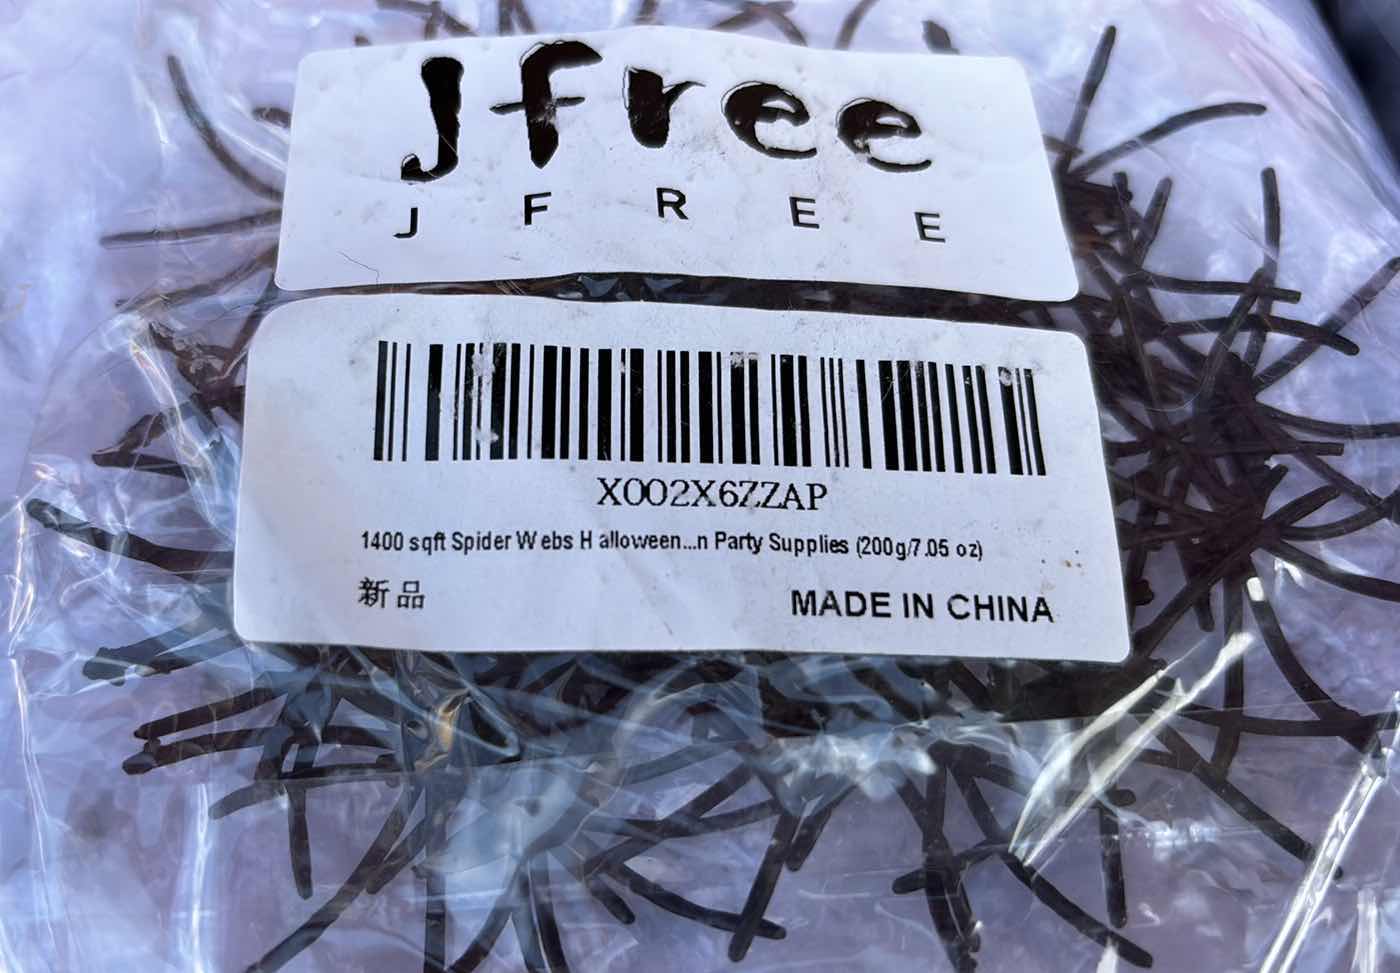 Jfree
JFREE
X002X6ZZAP
1400 sqft Spider Webs Halloween...n Party Supplies (200g/7.05 oz)
新品
MADE IN CHINA